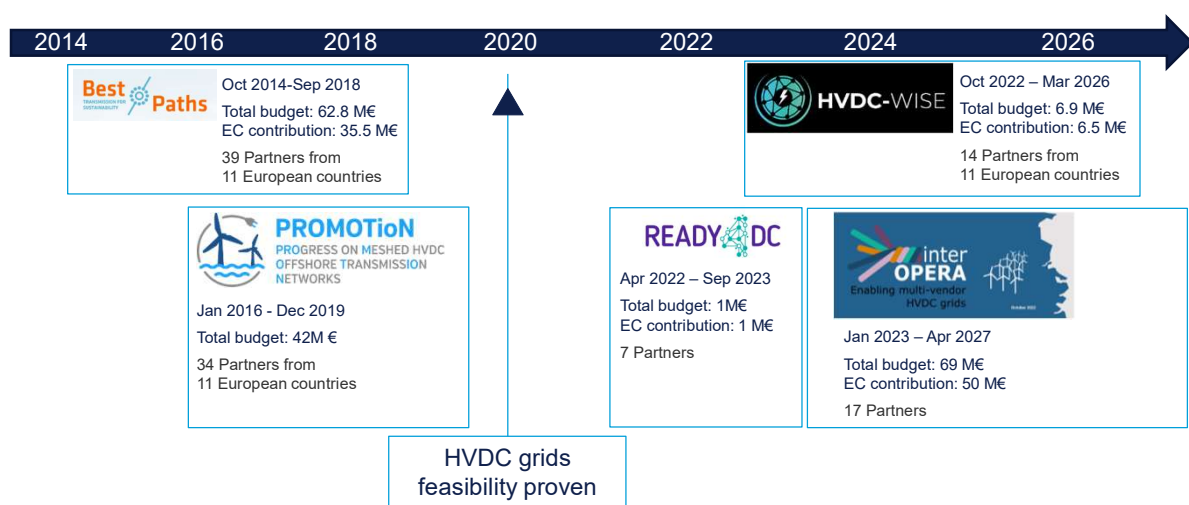 2014 2016 2018 2020 2022 2024 2026
Best
Paths
TRANSMISSION FOR
SUSTAINABILITY
Oct 2014-Sep 2018
Total budget: 62.8 M€
EC contribution: 35.5 M€
39 Partners from
11 European countries
HVDC-WISE
Oct 2022 – Mar 2026
Total budget: 6.9 M€
EC contribution: 6.5 M€
14 Partners from
11 European countries
PROMOTioN
PROGRESS ON MESHED HVDC
OFFSHORE TRANSMISSION
NETWORKS
Jan 2016 - Dec 2019
Total budget: 42M €
34 Partners from
11 European countries
READY DC
Apr 2022 – Sep 2023
Total budget: 1M€
EC contribution: 1 M€
7 Partners
inter
OPERA
Enabling multi-vendor
HVDC grids
October 2022
Jan 2023 – Apr 2027
Total budget: 69 M€
EC contribution: 50 M€
17 Partners
HVDC grids
feasibility proven